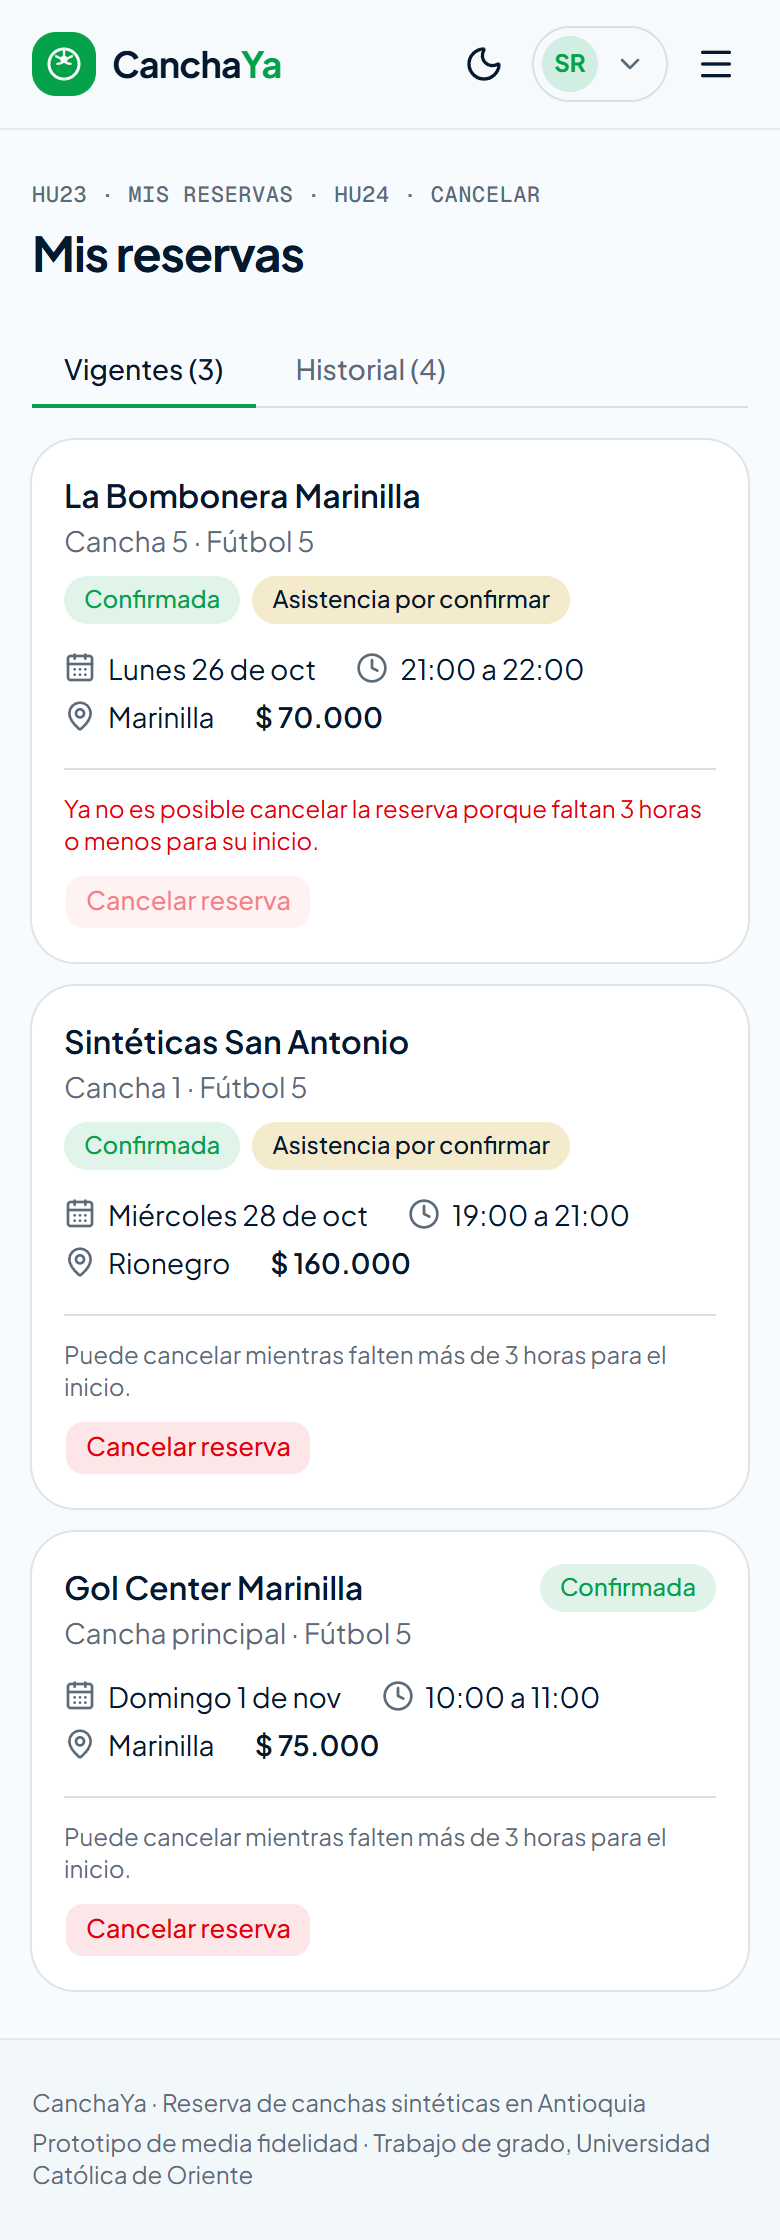 CanchaYa
SR
HU23 · MIS RESERVAS · HU24 · CANCELAR
Mis reservas
Vigentes (3)
Historial (4)
La Bombonera Marinilla
Cancha 5 · Fútbol 5
Confirmada
Asistencia por confirmar
Lunes 26 de oct
21:00 a 22:00
Marinilla
$ 70.000
Ya no es posible cancelar la reserva porque faltan 3 horas
o menos para su inicio.
Cancelar reserva
Sintéticas San Antonio
Cancha 1 · Fútbol 5
Confirmada
Asistencia por confirmar
Miércoles 28 de oct
19:00 a 21:00
Rionegro
$ 160.000
Puede cancelar mientras falten más de 3 horas para el
inicio.
Cancelar reserva
Gol Center Marinilla
Confirmada
Cancha principal · Fútbol 5
Domingo 1 de nov
10:00 a 11:00
Marinilla
$ 75.000
Puede cancelar mientras falten más de 3 horas para el
inicio.
Cancelar reserva
CanchaYa · Reserva de canchas sintéticas en Antioquia
Prototipo de media fidelidad · Trabajo de grado, Universidad
Católica de Oriente